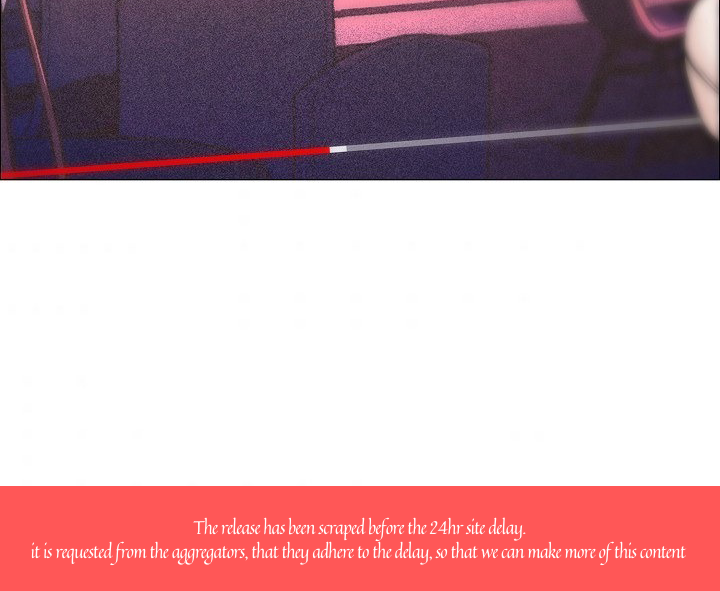 The release has been scraped before the 24hr site delay.
it is requested from the aggregators, that they adhere to the delay, so that we can make more of this content